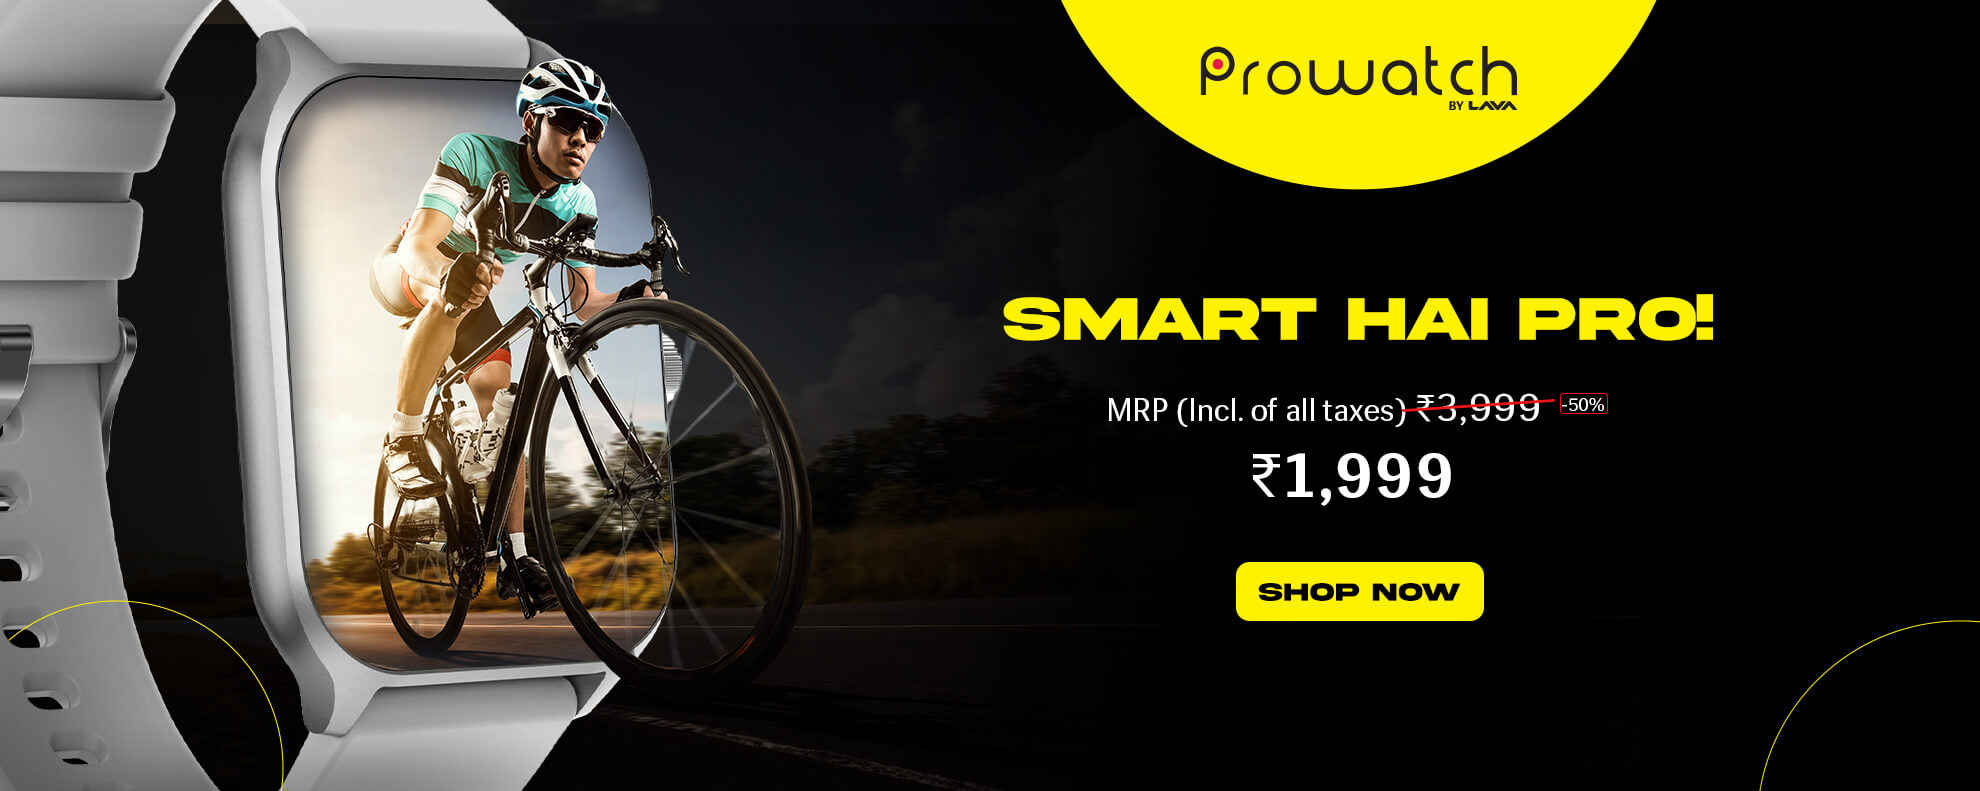 Prowatch
BY LAVA
SMART HAI PRO!
MRP (Incl. of all taxes) ₹3,999 -50%
₹1,999
SHOP NOW